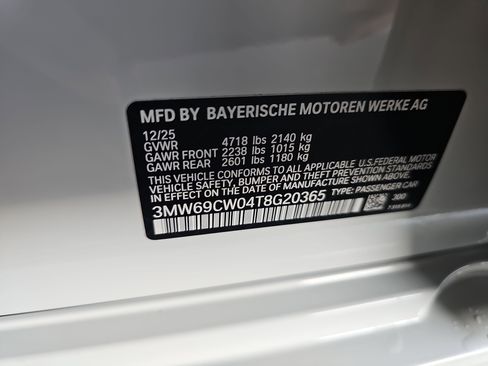 MFD BY BAYERISCHE MOTOREN WERKE AG
12/25
GVWR 4718 lbs 2140 kg
GAWR FRONT 2238 lbs 1015 kg
GAWR REAR 2601 lbs 1180 kg
THIS VEHICLE CONFORMS TO ALL APPLICABLE U.S. FEDERAL MOTOR
VEHICLE SAFETY, BUMPER AND THEFT PREVENTION STANDARDS
IN EFFECT ON THE DATE OF MANUFACTURE SHOWN ABOVE.
3MW69CW04T8G20365 TYPE: PASSENGER CAR
300